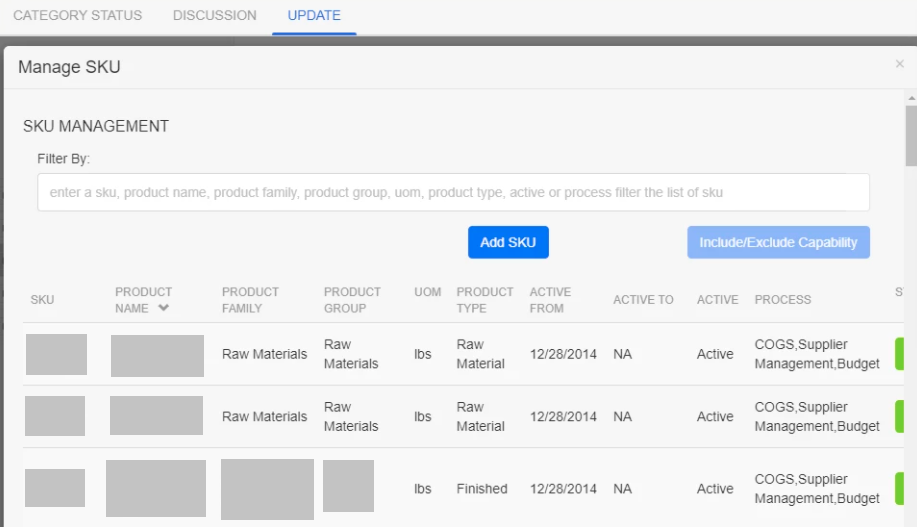 CATEGORY STATUS DISCUSSION UPDATE
Manage SKU ×
SKU MANAGEMENT
Filter By:
enter a sku, product name, product family, product group, uom, product type, active or process filter the list of sku
Add SKU Include/Exclude Capability
SKU PRODUCT NAME PRODUCT FAMILY PRODUCT GROUP UOM PRODUCT TYPE ACTIVE FROM ACTIVE TO ACTIVE PROCESS
Raw Materials Raw Materials lbs Raw Material 12/28/2014 NA Active COGS,Supplier Management,Budget
Raw Materials Raw Materials lbs Raw Material 12/28/2014 NA Active COGS,Supplier Management,Budget
lbs Finished 12/28/2014 NA Active COGS,Supplier Management,Budget